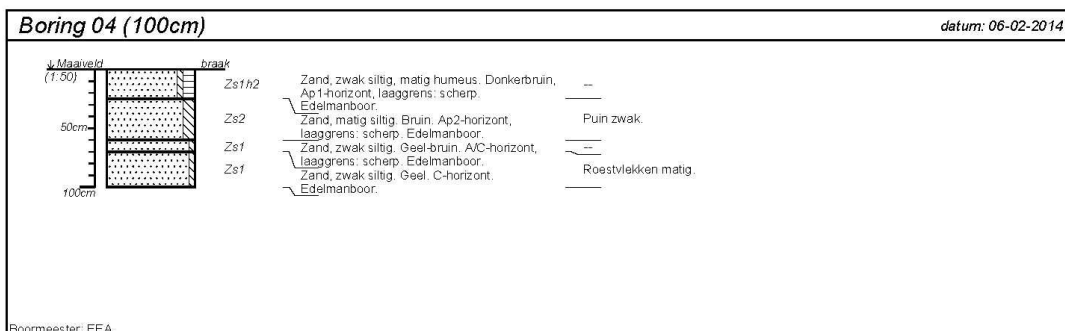 Boring 04 (100cm)
datum: 06-02-2014
↓ Maaiveld
braak
(1:50)
Zs1h2
Zand, zwak siltig, matig humeus. Donkerbruin,
Ap1-horizont, laaggrens: scherp.
Edelmanboor.
--
Zs2
Zand, matig siltig. Bruin. Ap2-horizont,
laaggrens: scherp. Edelmanboor.
Puin zwak.
50cm
Zs1
Zand, zwak siltig. Geel-bruin. A/C-horizont,
laaggrens: scherp. Edelmanboor.
--
Zs1
Zand, zwak siltig. Geel. C-horizont.
Edelmanboor.
Roestvlekken matig.
100cm
Boormeester: EEA